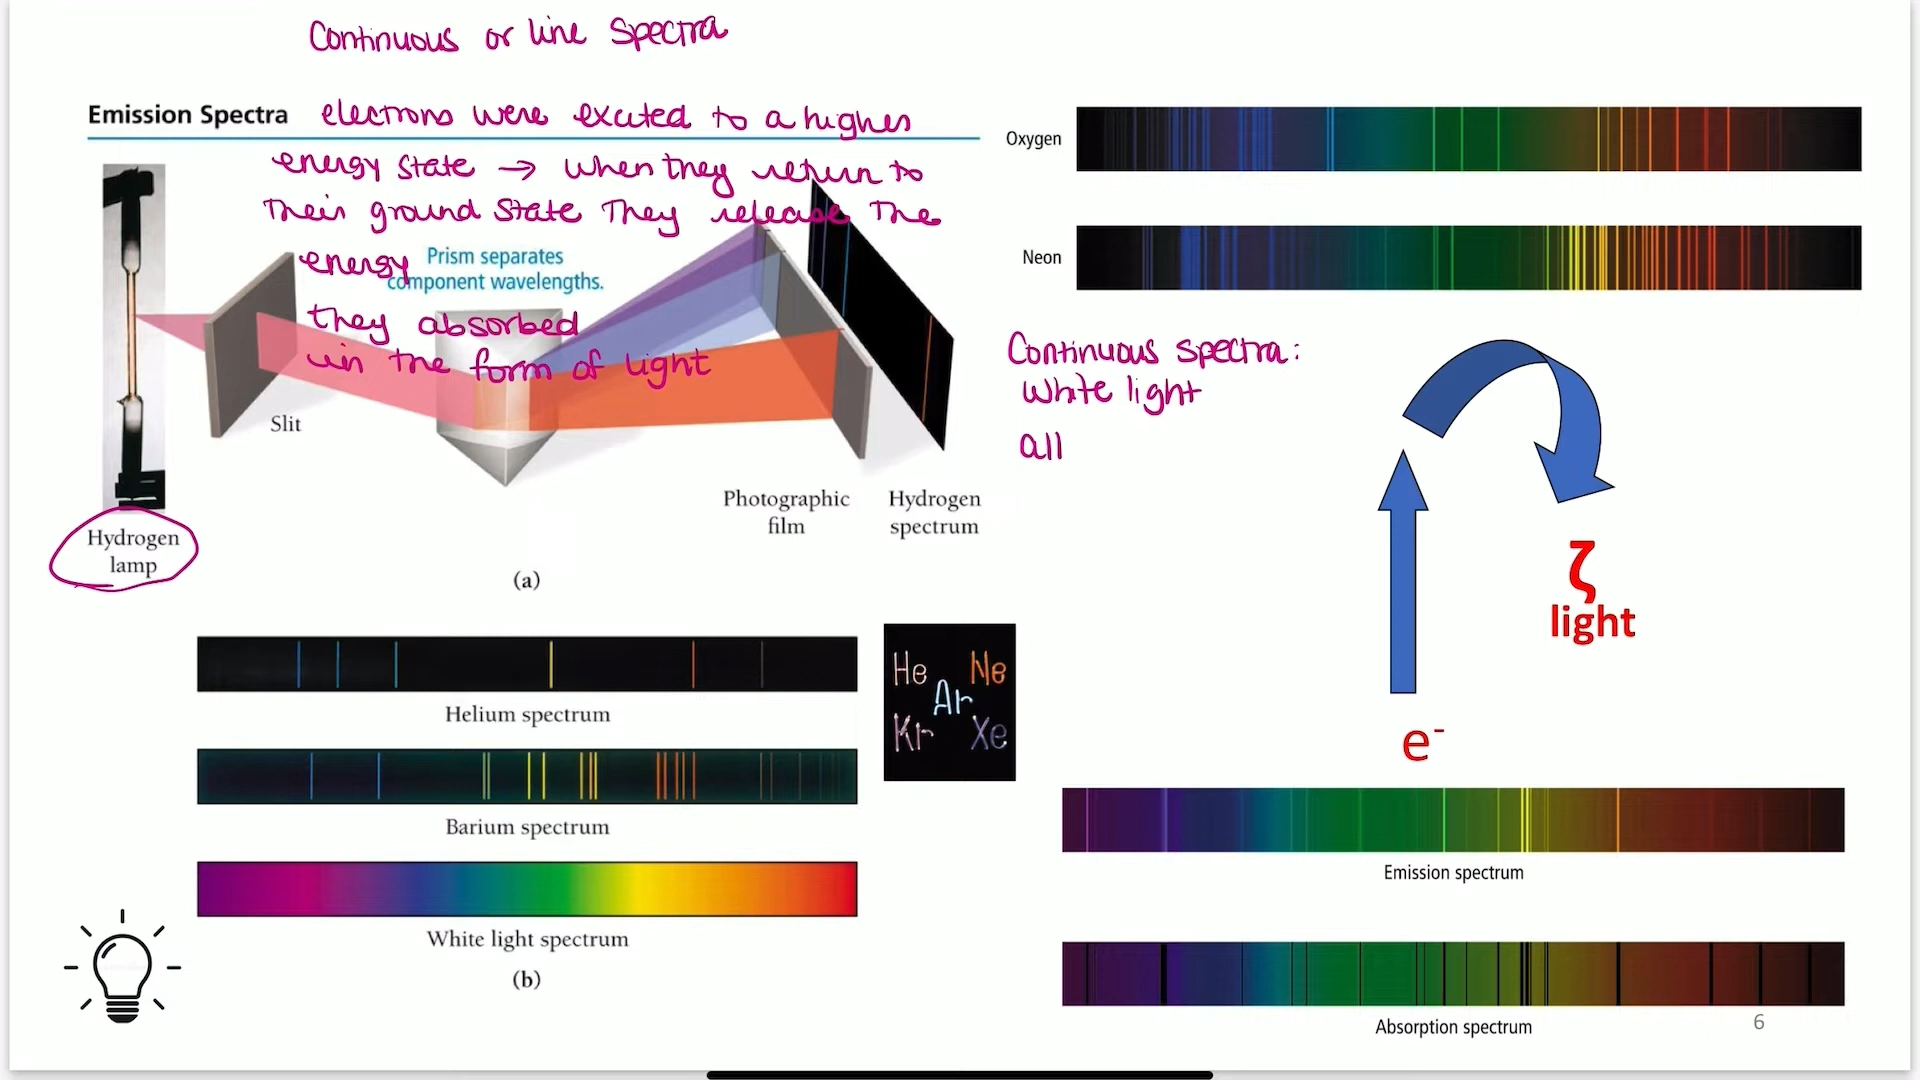 Continuous or line Spectra
Emission Spectra
electrons were excited to a higher
energy state → when they return to
their ground state they release the
energy
they absorbed
in the form of light
Prism separates
component wavelengths.
Slit
Photographic
film
Hydrogen
spectrum
Hydrogen
lamp
(a)
Helium spectrum
Barium spectrum
White light spectrum
(b)
He Ne
Ar
Kr Xe
Oxygen
Neon
Continuous spectra:
White light
all
ζ
light
e-
Emission spectrum
Absorption spectrum
6